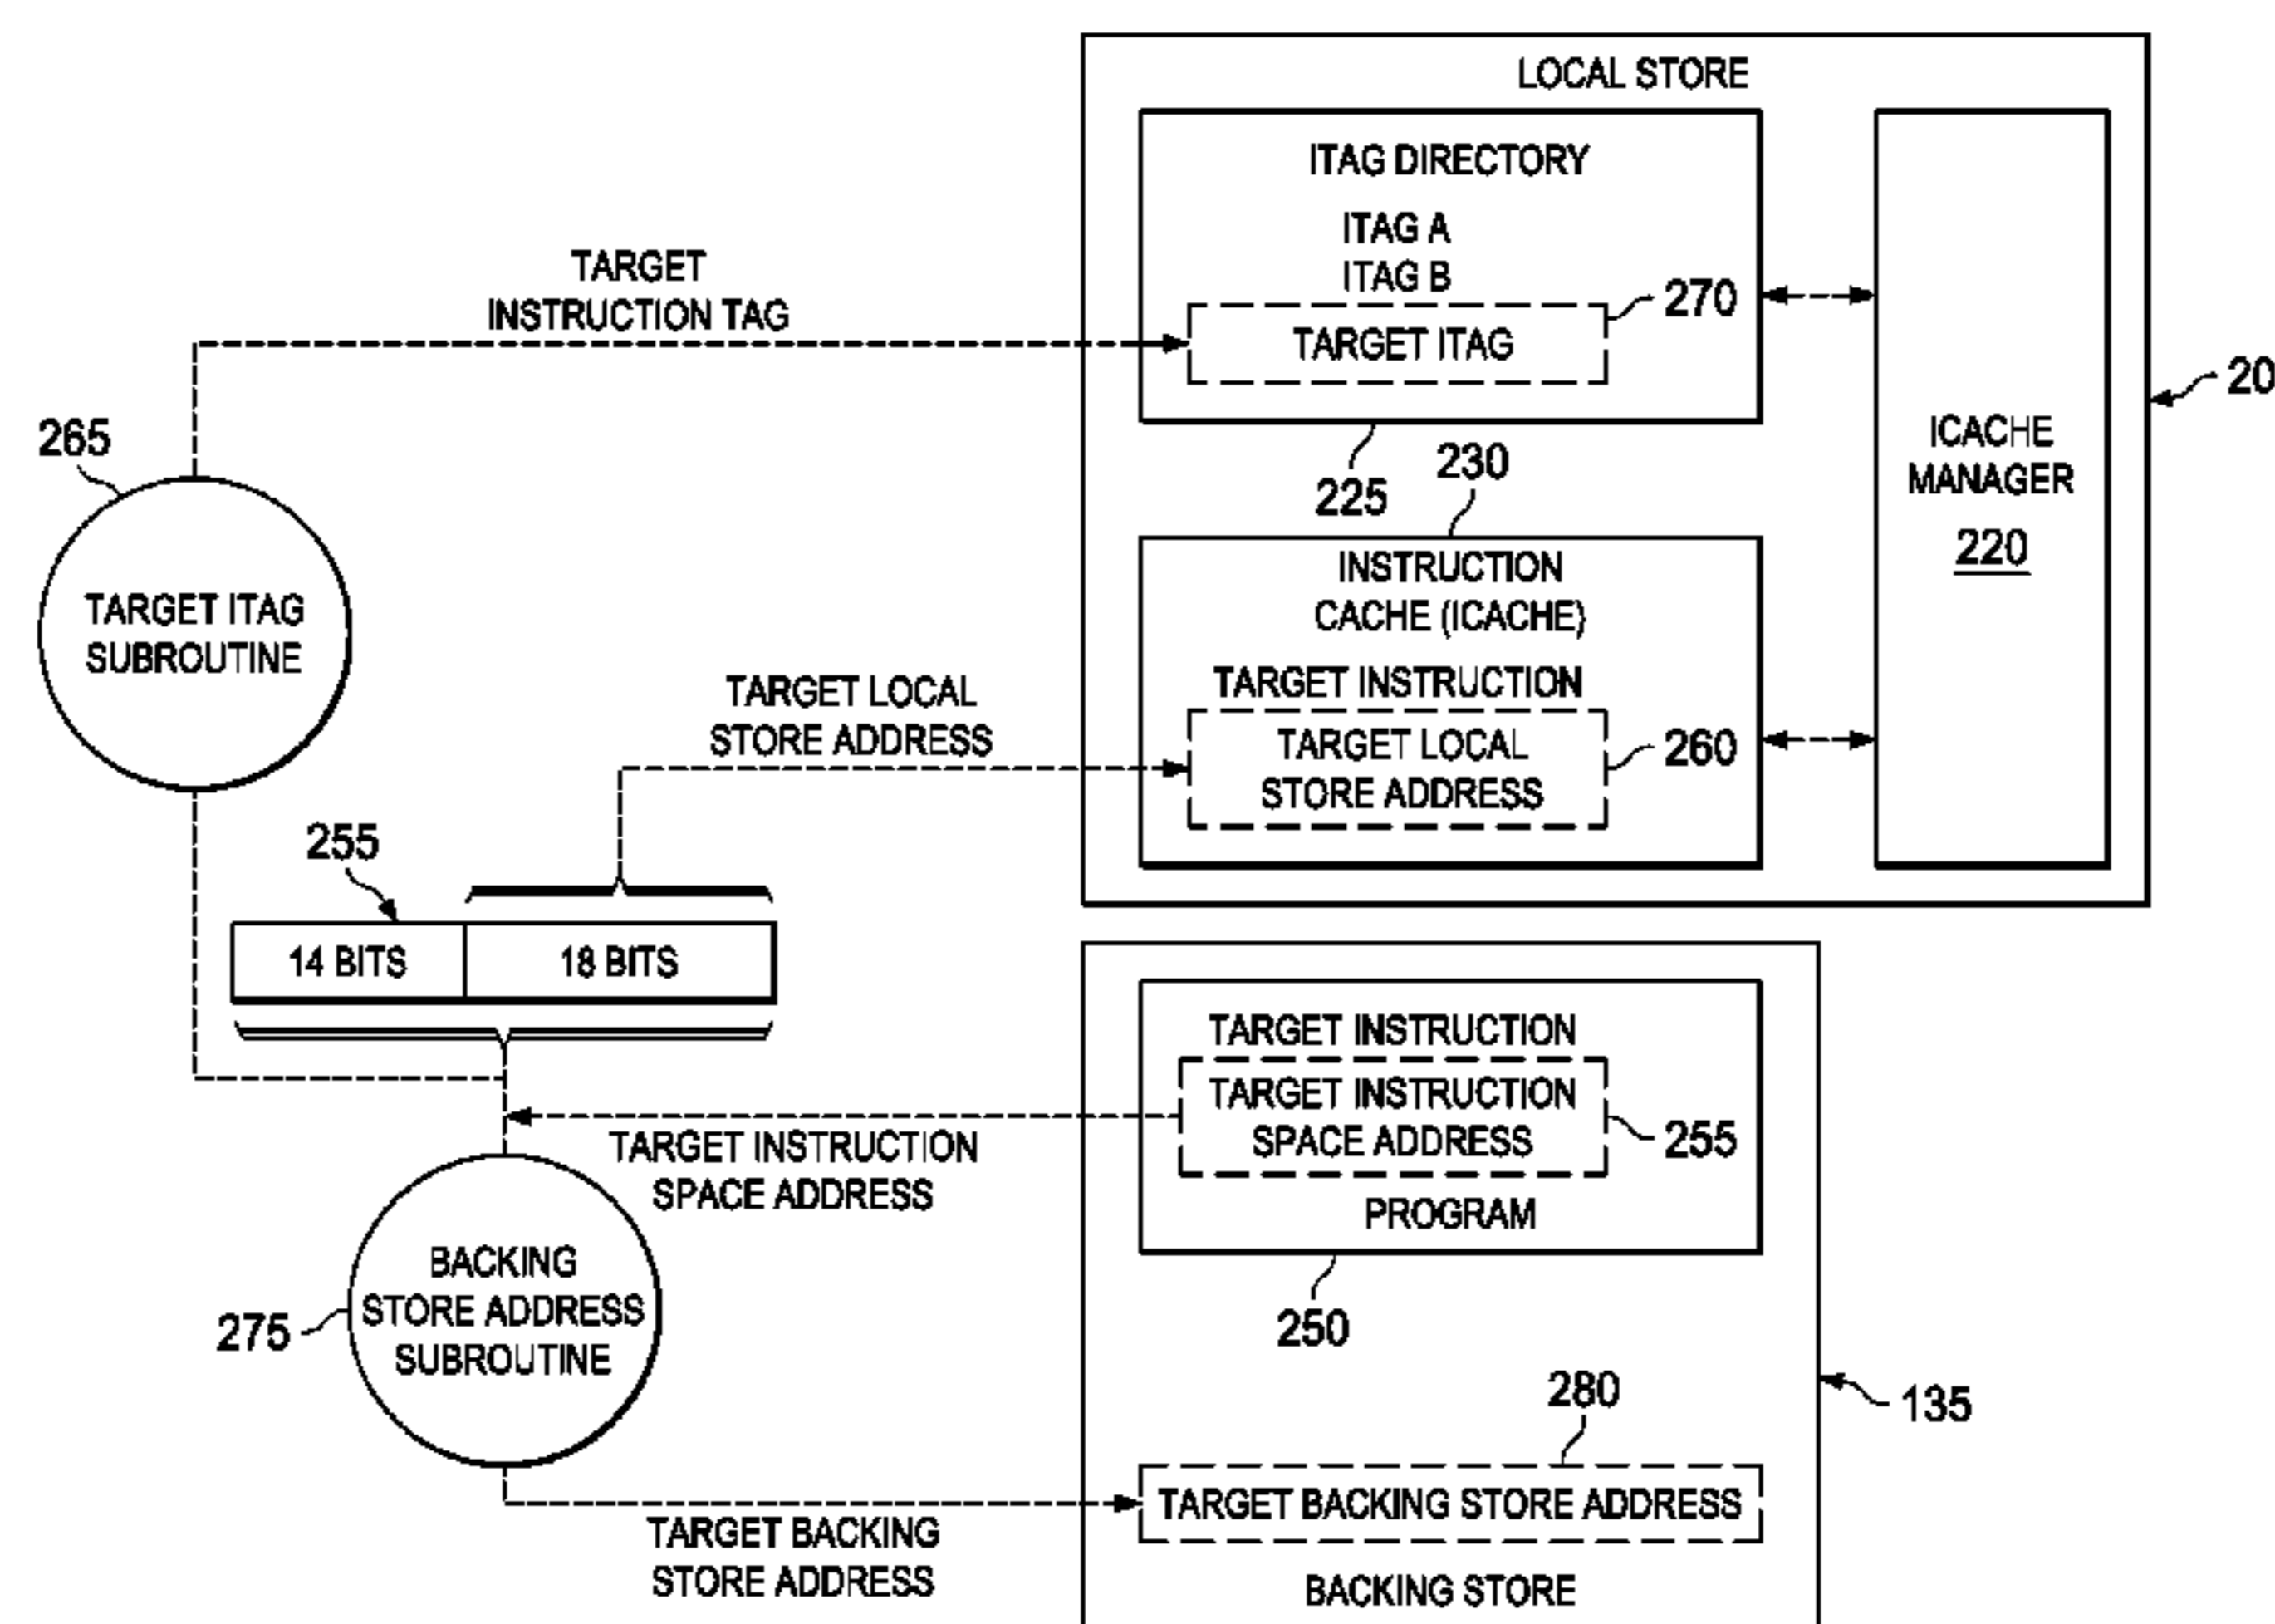 LOCAL STORE
ITAG DIRECTORY
ITAG A
ITAG B
TARGET ITAG
270
225
TARGET
INSTRUCTION TAG
20
ICACHE
MANAGER
220
265
TARGET ITAG
SUBROUTINE
230
INSTRUCTION
CACHE (ICACHE)
TARGET INSTRUCTION
TARGET LOCAL
STORE ADDRESS
260
TARGET LOCAL
STORE ADDRESS
255
14 BITS
18 BITS
TARGET INSTRUCTION
TARGET INSTRUCTION
SPACE ADDRESS
255
PROGRAM
250
TARGET INSTRUCTION
SPACE ADDRESS
BACKING
STORE ADDRESS
SUBROUTINE
275
280
135
TARGET BACKING STORE ADDRESS
TARGET BACKING
STORE ADDRESS
BACKING STORE